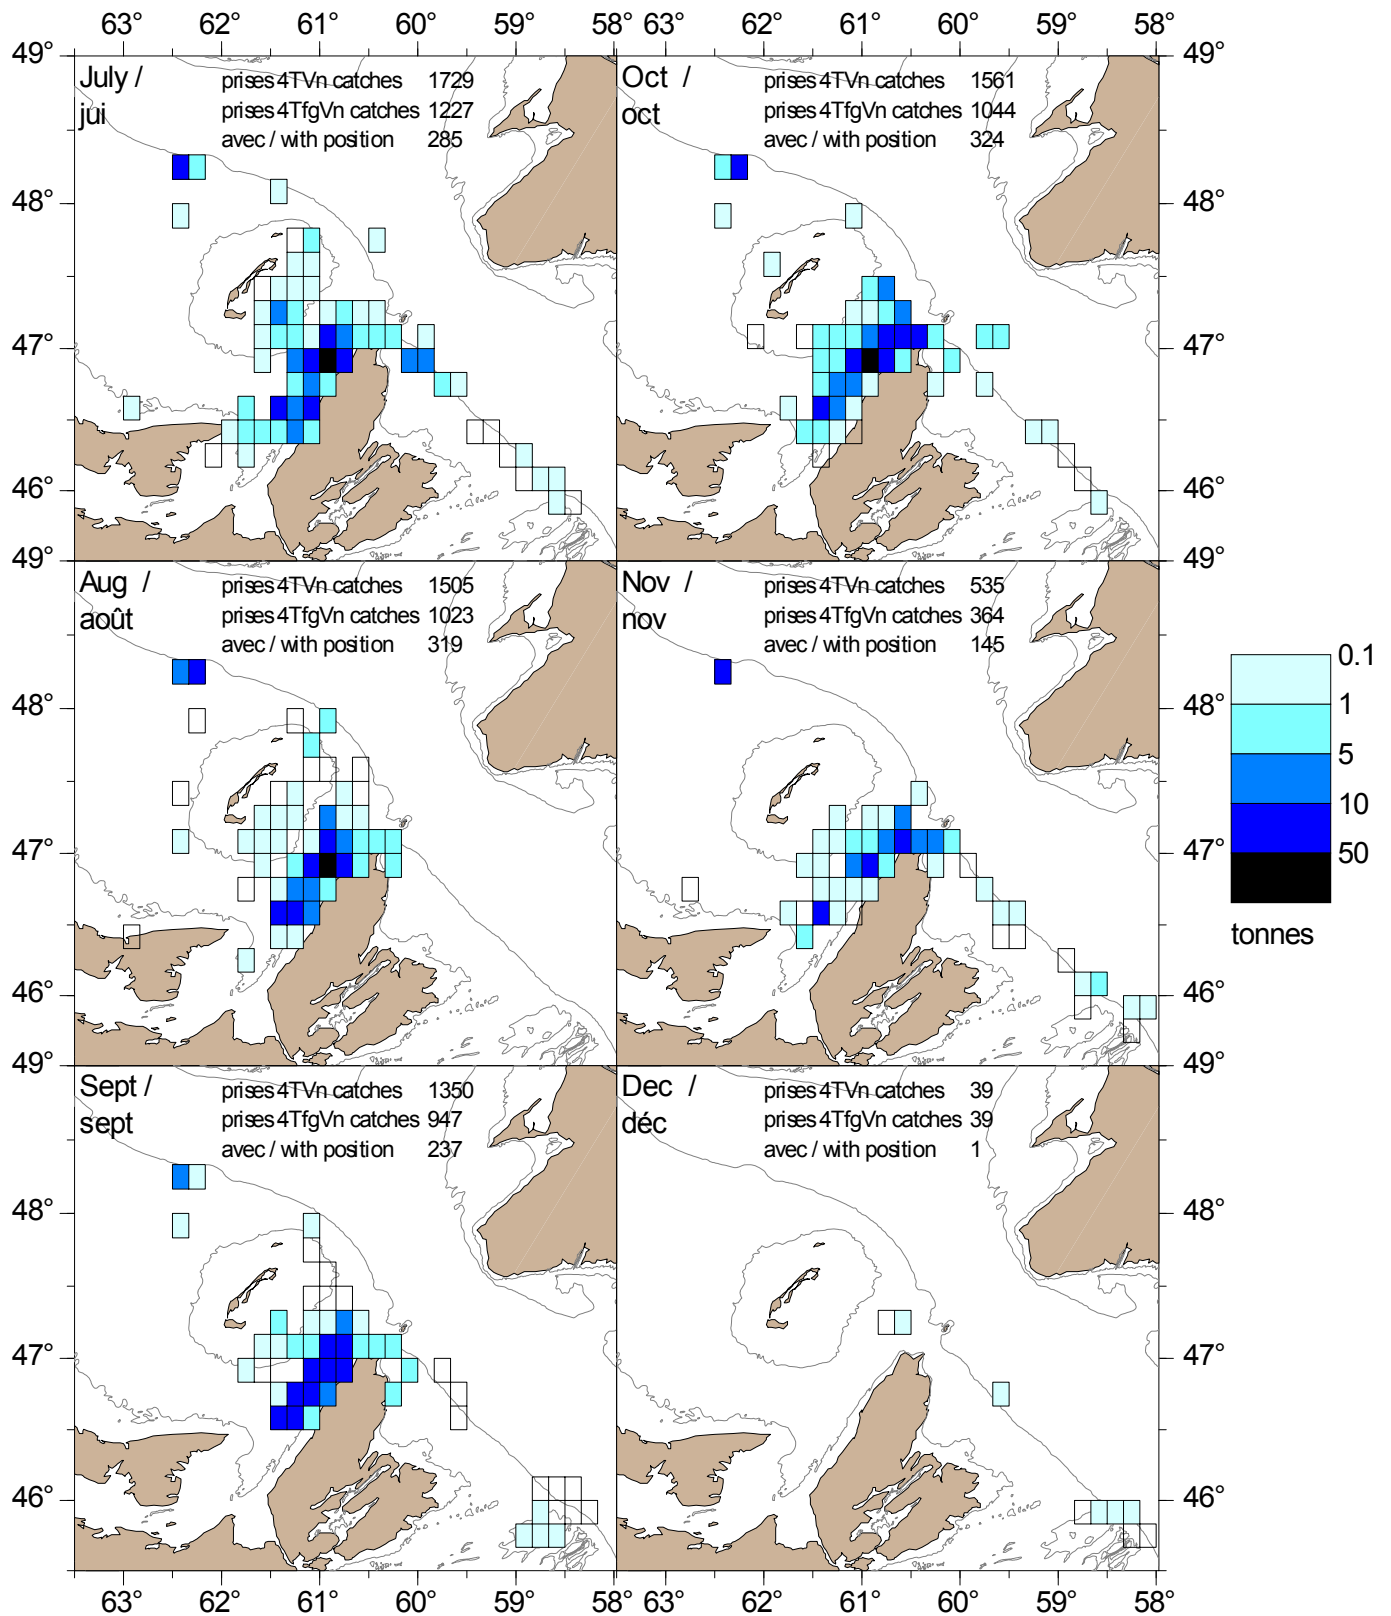 63° 62° 61° 60° 59° 58° 63° 62° 61° 60° 59° 58°
49° 49°
July / prises 4TVn catches 1729
jui prises 4TfgVn catches 1227
avec / with position 285
Oct / prises 4TVn catches 1561
oct prises 4TfgVn catches 1044
avec / with position 324
48° 48°
47° 47°
46° 46°
49° 49°
Aug / prises 4TVn catches 1505
août prises 4TfgVn catches 1023
avec / with position 319
Nov / prises 4TVn catches 535
nov prises 4TfgVn catches 364
avec / with position 145
48° 48°
47° 47°
46° 46°
49° 49°
0.1
1
5
10
50
tonnes
Sept / prises 4TVn catches 1350
sept prises 4TfgVn catches 947
avec / with position 237
Dec / prises 4TVn catches 39
déc prises 4TfgVn catches 39
avec / with position 1
48° 48°
47° 47°
46° 46°
63° 62° 61° 60° 59° 58° 63° 62° 61° 60° 59° 58°